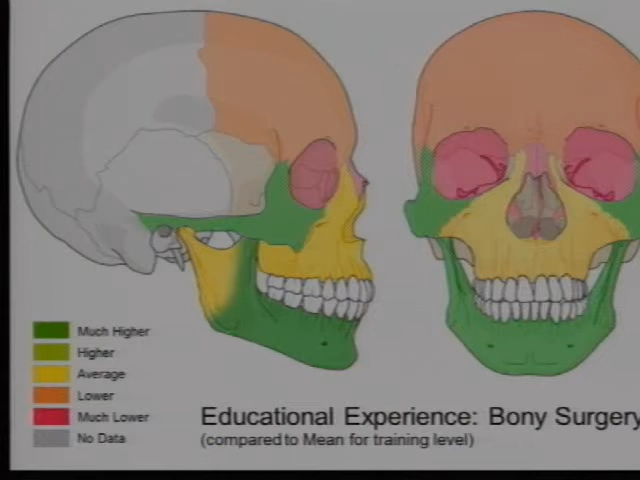 Much Higher
Higher
Average
Lower
Much Lower
No Data
Educational Experience: Bony Surgery
(compared to Mean for training level)